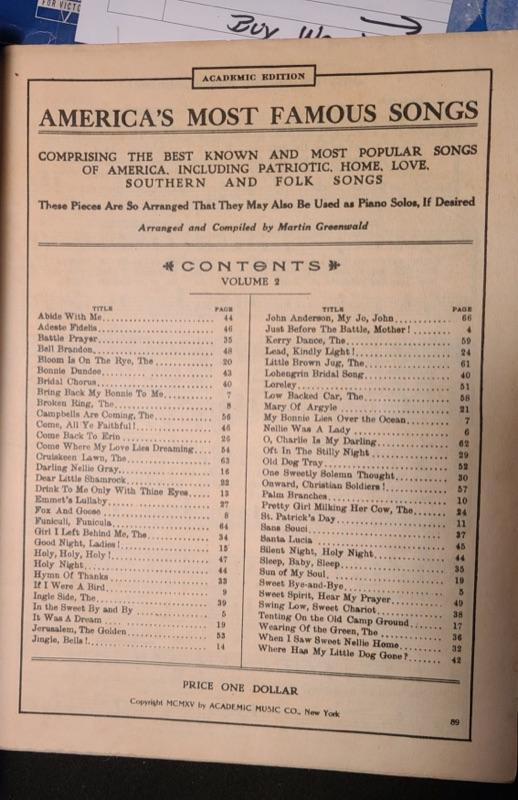 FOR VICTO
BUY
ACADEMIC EDITION
AMERICA'S MOST FAMOUS SONGS
COMPRISING THE BEST KNOWN AND MOST POPULAR SONGS
OF AMERICA, INCLUDING PATRIOTIC, HOME, LOVE,
SOUTHERN AND FOLK SONGS
These Pieces Are So Arranged That They May Also Be Used as Piano Solos, If Desired
Arranged and Compiled by Martin Greenwald
CONTENTS
VOLUME 2
TITLE PAGE
Abide With Me 44
Adeste Fidelis 46
Battle Prayer 35
Bell Brandon 48
Bloom Is On The Rye, The 20
Bonnie Dundee 43
Bridal Chorus 40
Bring Back My Bonnie To Me 7
Broken Ring, The 8
Campbells Are Coming, The 56
Come, All Ye Faithful! 46
Come Back To Erin 26
Come Where My Love Lies Dreaming 54
Cruiskeen Lawn, The 63
Darling Nellie Gray 16
Dear Little Shamrock 22
Drink To Me Only With Thine Eyes 13
Emmet's Lullaby 27
Fox And Goose 8
Funiculi, Funicula 64
Girl I Left Behind Me, The 34
Good Night, Ladies! 15
Holy, Holy, Holy! 47
Holy Night 44
Hymn Of Thanks 33
If I Were A Bird 9
Ingle Side, The 39
In the Sweet By and By 5
It Was A Dream 19
Jerusalem, The Golden 53
Jingle, Bells! 14
TITLE PAGE
John Anderson, My Jo, John 66
Just Before The Battle, Mother! 4
Kerry Dance, The 59
Lead, Kindly Light! 24
Little Brown Jug, The 61
Lohengrin Bridal Song 40
Loreley 51
Low Backed Car, The 58
Mary Of Argyle 21
My Bonnie Lies Over the Ocean 7
Nellie Was A Lady 6
O, Charlie Is My Darling 62
Oft In The Stilly Night 29
Old Dog Tray 52
One Sweetly Solemn Thought 30
Onward, Christian Soldiers! 57
Palm Branches 10
Pretty Girl Milking Her Cow, The 24
St. Patrick's Day 11
Sans Souci 37
Santa Lucia 45
Silent Night, Holy Night 44
Sleep, Baby, Sleep 35
Sun of My Soul 19
Sweet Bye-and-Bye 5
Sweet Spirit, Hear My Prayer 49
Swing Low, Sweet Chariot 38
Tenting On the Old Camp Ground 17
Wearing Of the Green, The 36
When I Saw Sweet Nellie Home 32
Where Has My Little Dog Gone? 42
PRICE ONE DOLLAR
Copyright MCMXV by ACADEMIC MUSIC CO., New York
89